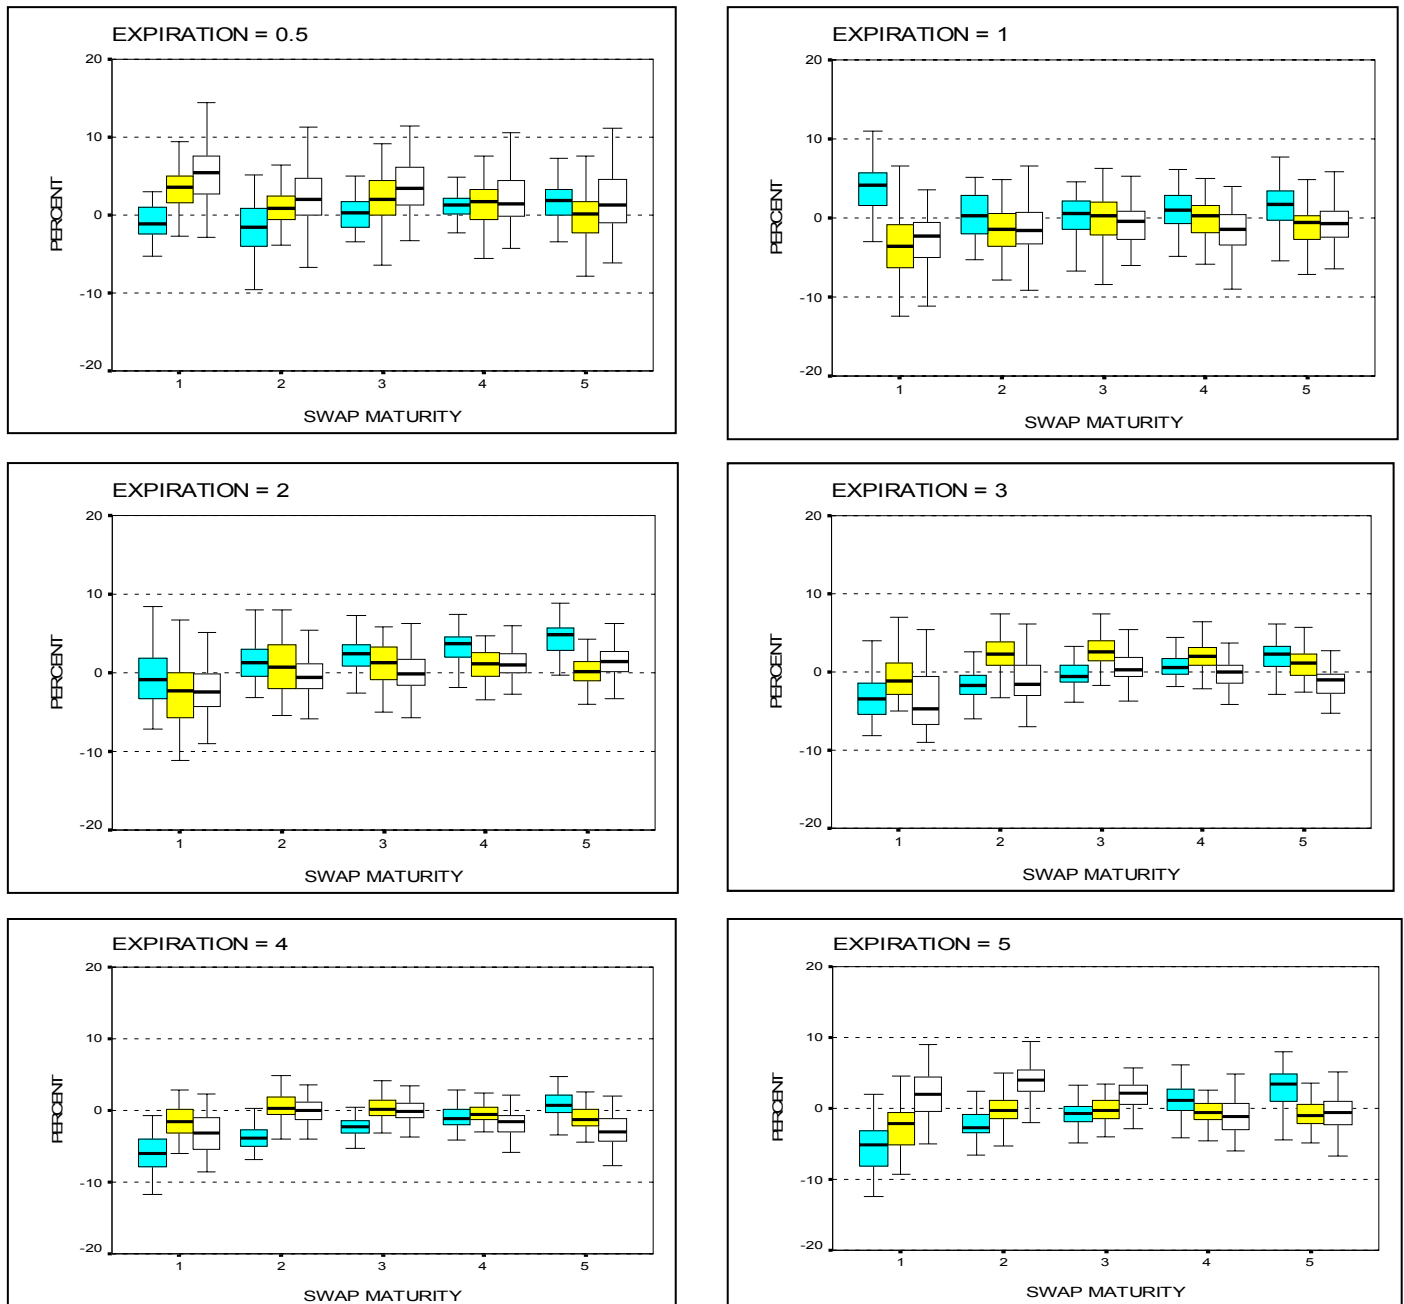 EXPIRATION = 0.5
20
10
0
-10
-20
PERCENT
1 2 3 4 5
SWAP MATURITY
EXPIRATION = 1
20
10
0
-10
-20
PERCENT
1 2 3 4 5
SWAP MATURITY
EXPIRATION = 2
20
10
0
-10
-20
PERCENT
1 2 3 4 5
SWAP MATURITY
EXPIRATION = 3
20
10
0
-10
-20
PERCENT
1 2 3 4 5
SWAP MATURITY
EXPIRATION = 4
20
10
0
-10
-20
PERCENT
1 2 3 4 5
SWAP MATURITY
EXPIRATION = 5
20
10
0
-10
-20
PERCENT
1 2 3 4 5
SWAP MATURITY